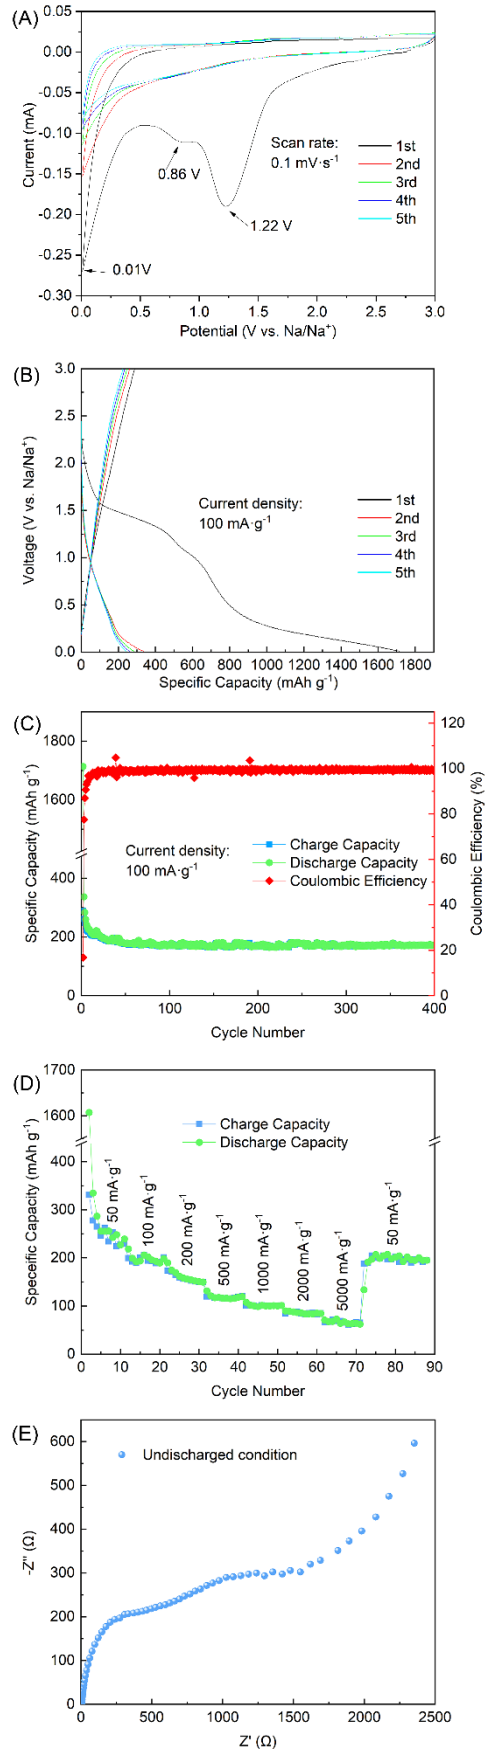 (A)
0.05
0.00
-0.05
-0.10
-0.15
-0.20
-0.25
-0.30
Current (mA)
Scan rate:
0.1 mV·s⁻¹
0.86 V
1.22 V
0.01V
1st
2nd
3rd
4th
5th
0.0 0.5 1.0 1.5 2.0 2.5 3.0
Potential (V vs. Na/Na⁺)
(B)
3.0
2.5
2.0
1.5
1.0
0.5
0.0
Voltage (V vs. Na/Na⁺)
Current density:
100 mA·g⁻¹
1st
2nd
3rd
4th
5th
0 200 400 600 800 1000 1200 1400 1600 1800
Specific Capacity (mAh g⁻¹)
(C)
1800
1700
1600
400
200
0
Specific Capacity (mAh g⁻¹)
Current density:
100 mA·g⁻¹
Charge Capacity
Discharge Capacity
Coulombic Efficiency
120
100
80
60
40
20
0
Coulombic Efficiency (%)
0 100 200 300 400
Cycle Number
(D)
1700
1600
400
300
200
100
0
Speceific Capacity (mAh g⁻¹)
Charge Capacity
Discharge Capacity
50 mA·g⁻¹
100 mA·g⁻¹
200 mA·g⁻¹
500 mA·g⁻¹
1000 mA·g⁻¹
2000 mA·g⁻¹
5000 mA·g⁻¹
50 mA·g⁻¹
0 10 20 30 40 50 60 70 80 90
Cycle Number
(E)
600
500
400
300
200
100
0
-Z" (Ω)
Undischarged condition
0 500 1000 1500 2000 2500
Z' (Ω)